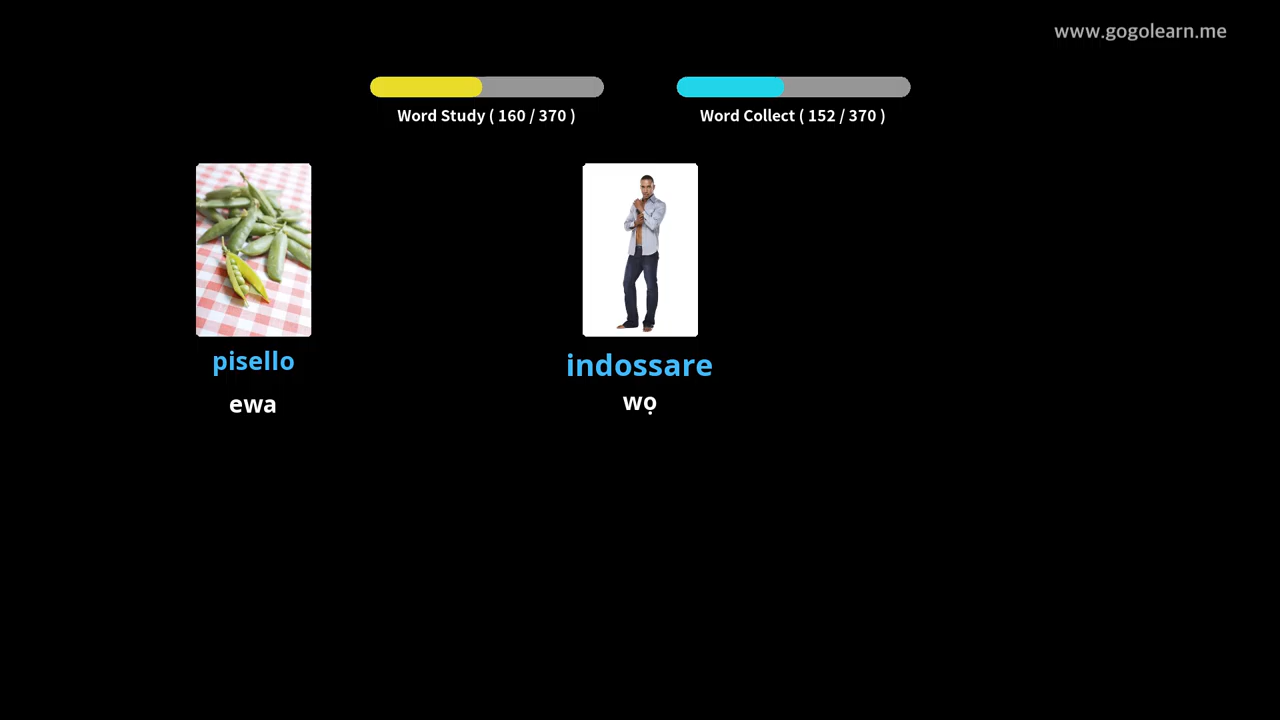 www.gogolearn.me
Word Study ( 160 / 370 )
Word Collect ( 152 / 370 )
pisello
ewa
indossare
wọ